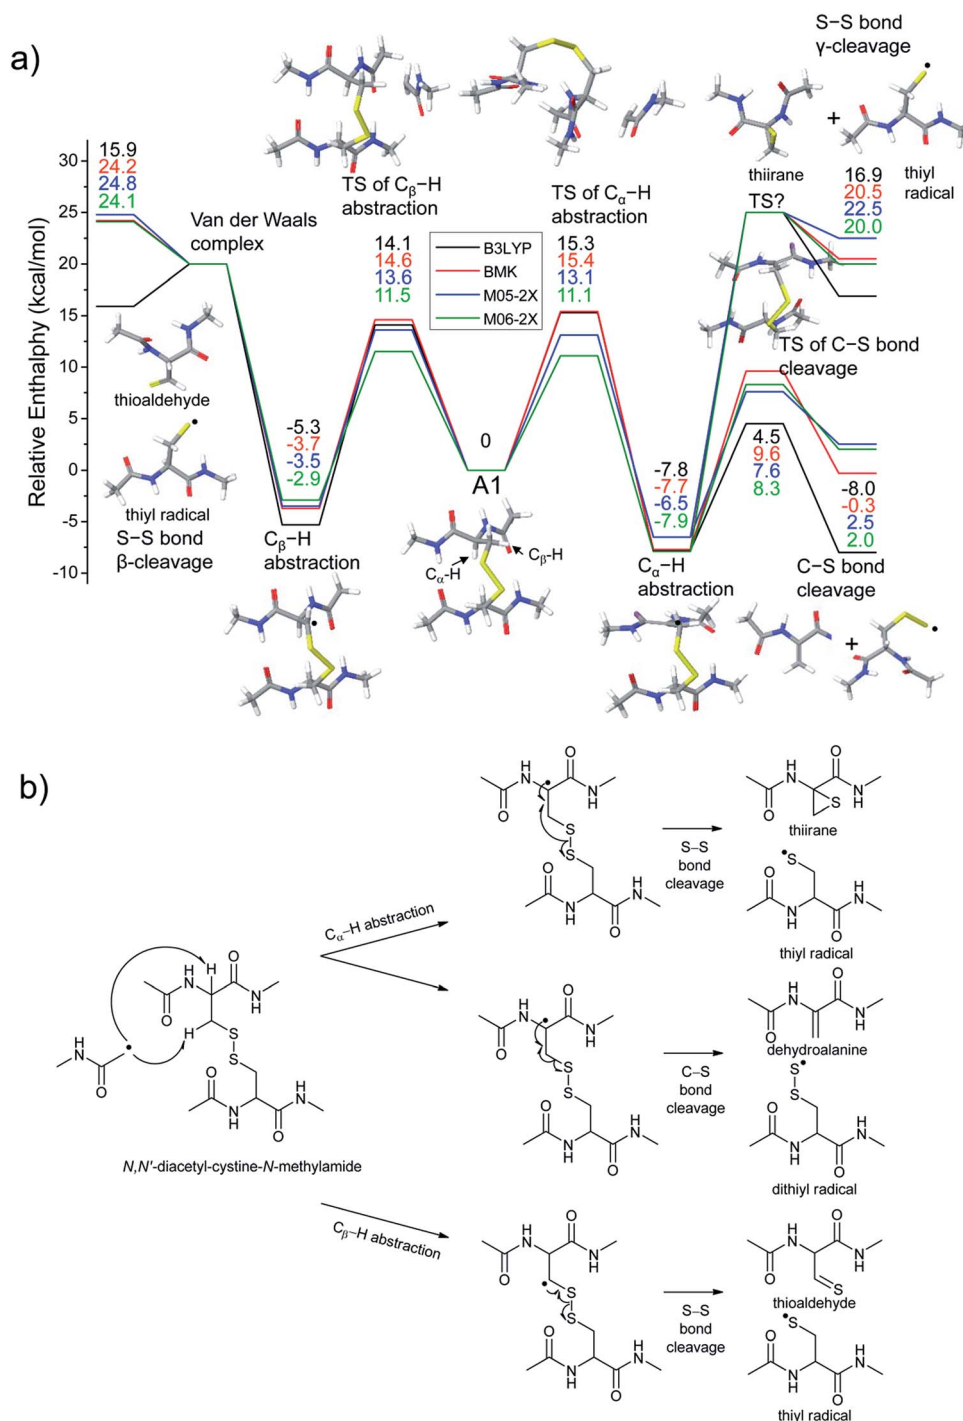 a)
S–S bond
γ-cleavage
+
thiirane
thiyl
radical
30
25
20
15
10
5
0
-5
-10
Relative Enthalphy (kcal/mol)
15.9
24.2
24.8
24.1
Van der Waals
complex
TS of Cβ–H
abstraction
14.1
14.6
13.6
11.5
B3LYP
BMK
M05-2X
M06-2X
TS of Cα–H
abstraction
15.3
15.4
13.1
11.1
TS?
16.9
20.5
22.5
20.0
TS of C–S bond
cleavage
thioaldehyde
thiyl radical
S–S bond
β-cleavage
-5.3
-3.7
-3.5
-2.9
Cβ–H
abstraction
0
A1
Cα-H
Cβ-H
-7.8
-7.7
-6.5
-7.9
Cα–H
abstraction
4.5
9.6
7.6
8.3
-8.0
-0.3
2.5
2.0
C–S bond
cleavage
+
b)
H
N
O
O
N
H
S
S
O
N
H
H
N
O
S–S
bond
cleavage
O
H
N
O
S
N
H
thiirane
S
O
N
H
H
N
O
thiyl radical
Cα–H abstraction
H
N
O
H
N
O
H
O
N
H
H
S
S
O
N
H
H
N
O
N,N'-diacetyl-cystine-N-methylamide
H
N
O
O
N
H
S
S
O
N
H
H
N
O
C–S
bond
cleavage
H
N
O
O
N
H
dehydroalanine
S
S
O
N
H
H
N
O
dithiyl radical
Cβ–H abstraction
H
N
O
O
N
H
S
S
O
N
H
H
N
O
S–S
bond
cleavage
H
N
O
O
N
H
S
thioaldehyde
S
O
N
H
H
N
O
thiyl radical